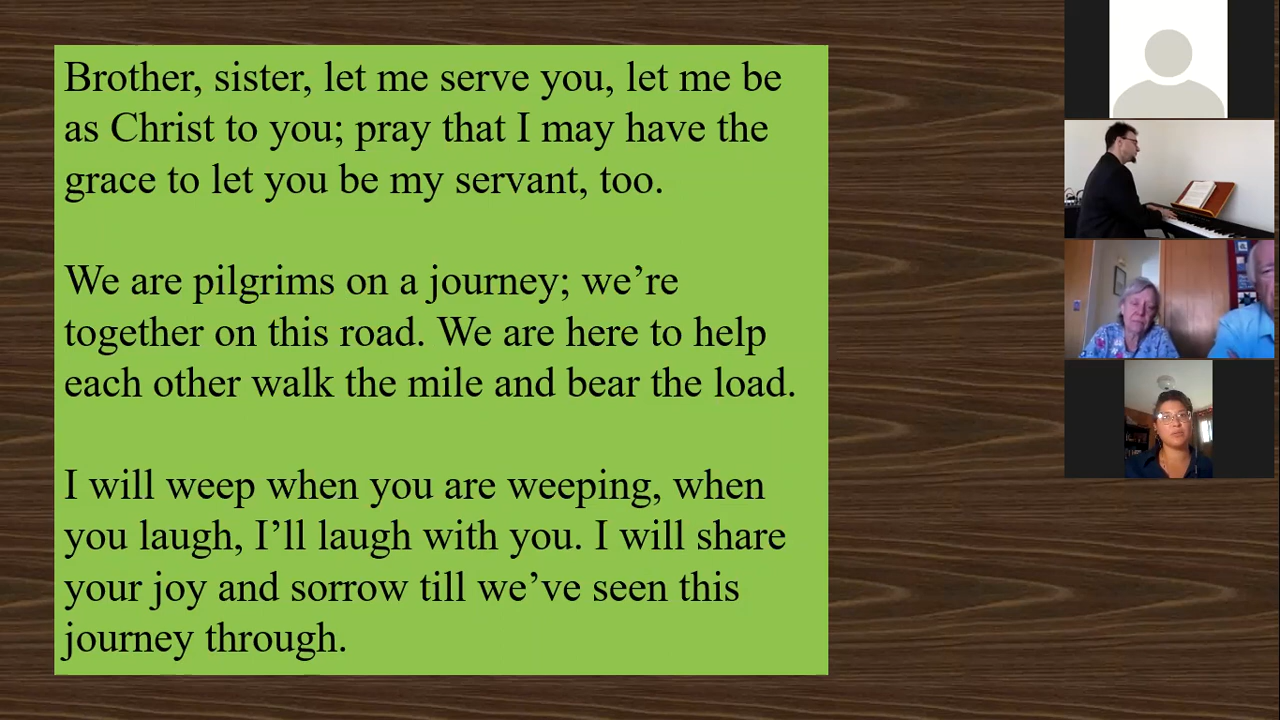 Brother, sister, let me serve you, let me be
as Christ to you; pray that I may have the
grace to let you be my servant, too.
We are pilgrims on a journey; we’re
together on this road. We are here to help
each other walk the mile and bear the load.
I will weep when you are weeping, when
you laugh, I’ll laugh with you. I will share
your joy and sorrow till we’ve seen this
journey through.